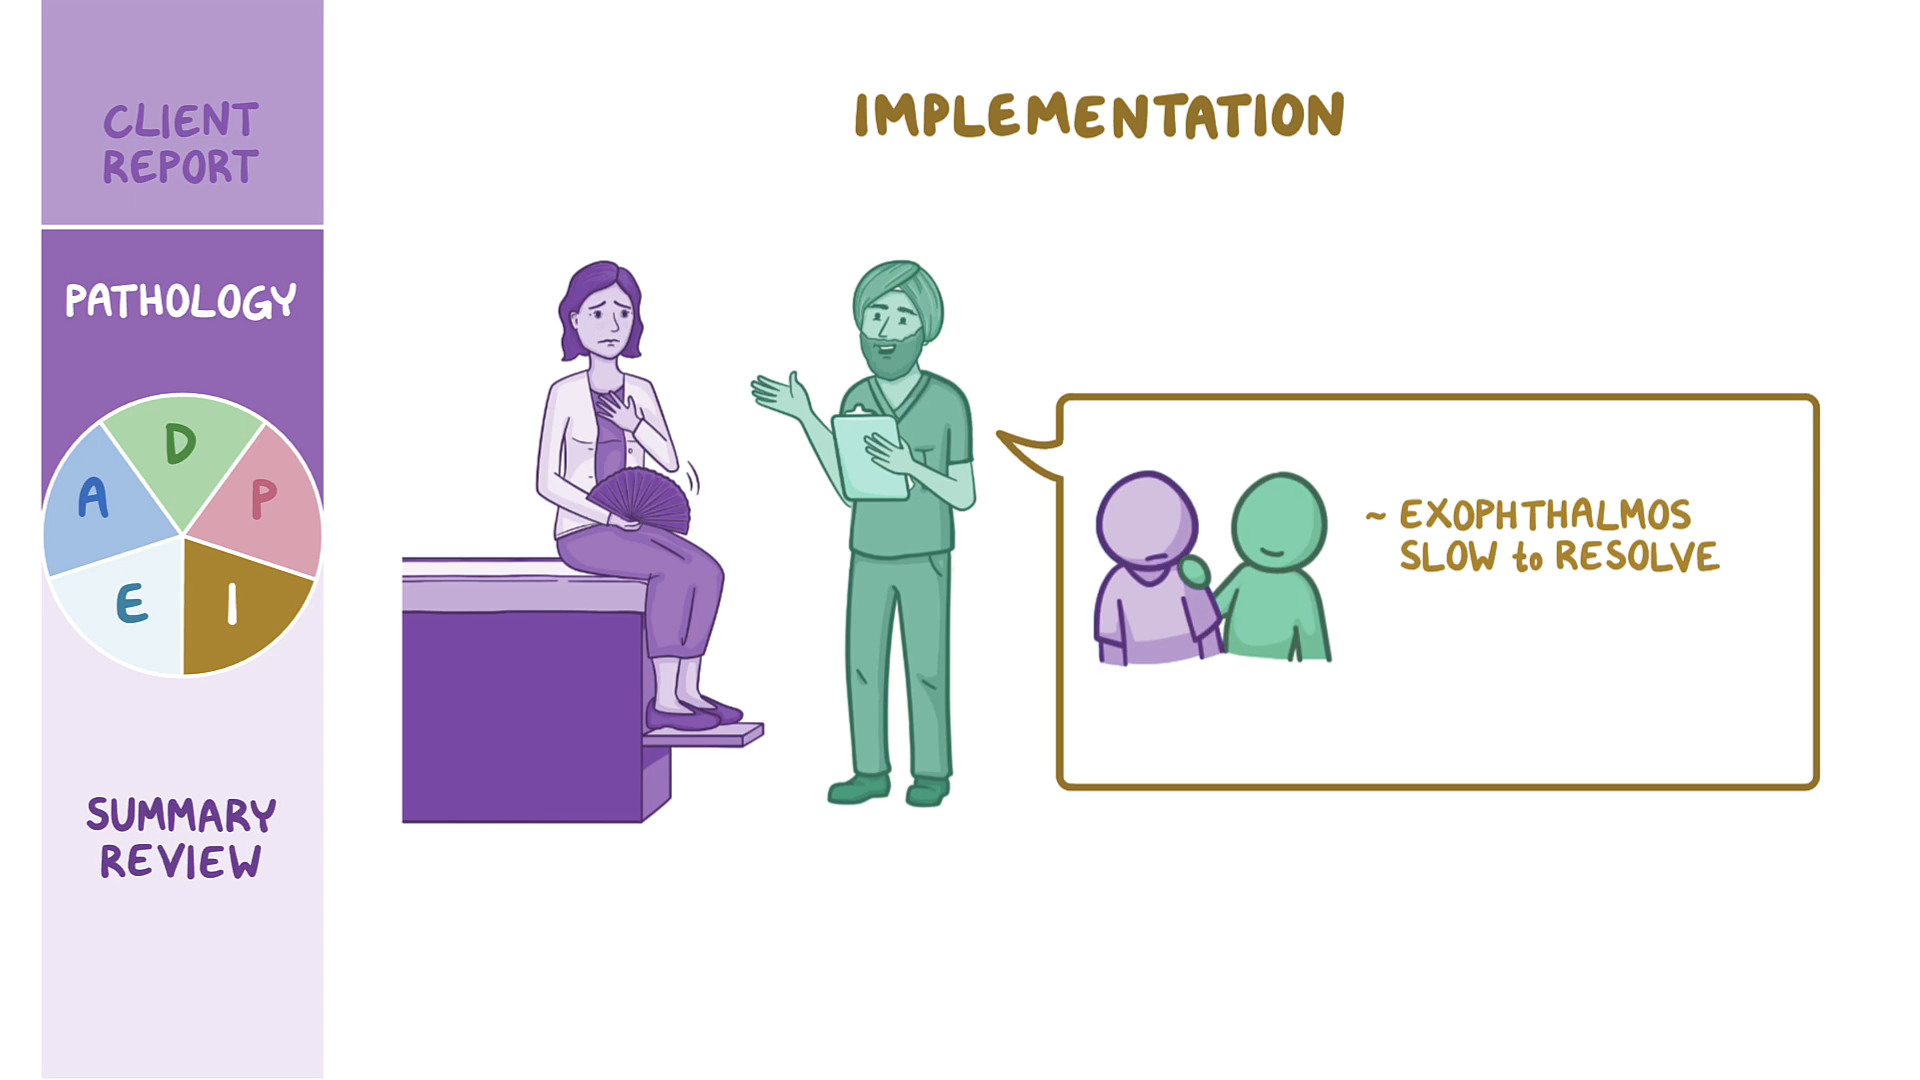 CLIENT
REPORT
PATHOLOGY
A
D
P
E
I
SUMMARY
REVIEW
IMPLEMENTATION
~ EXOPHTHALMOS
SLOW to RESOLVE